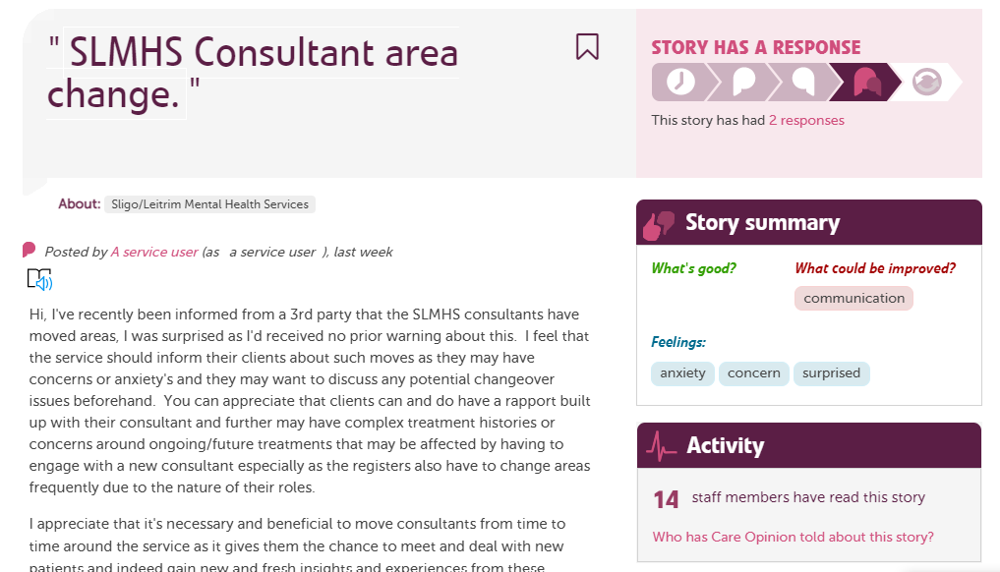 " SLMHS Consultant area
change. "
STORY HAS A RESPONSE
This story has had 2 responses
About: Sligo/Leitrim Mental Health Services
Posted by A service user (as a service user ), last week
Hi, I've recently been informed from a 3rd party that the SLMHS consultants have
moved areas, I was surprised as I'd received no prior warning about this. I feel that
the service should inform their clients about such moves as they may have
concerns or anxiety's and they may want to discuss any potential changeover
issues beforehand. You can appreciate that clients can and do have a rapport built
up with their consultant and further may have complex treatment histories or
concerns around ongoing/future treatments that may be affected by having to
engage with a new consultant especially as the registers also have to change areas
frequently due to the nature of their roles.
I appreciate that it's necessary and beneficial to move consultants from time to
time around the service as it gives them the chance to meet and deal with new
patients and indeed gain new and fresh insights and experiences from these
Story summary
What's good?
What could be improved?
communication
Feelings:
anxiety concern surprised
Activity
14 staff members have read this story
Who has Care Opinion told about this story?